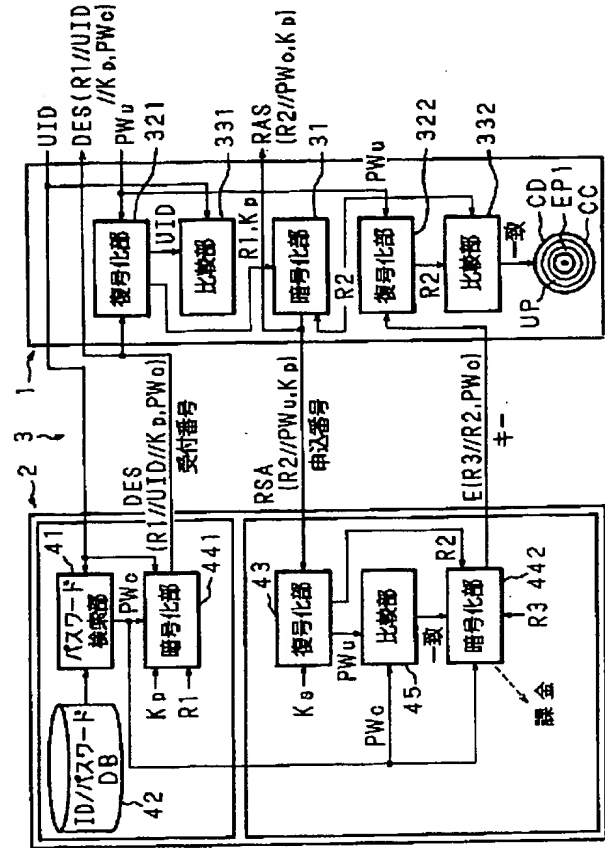 2
3
1
ID/パスワード
DB
42
41
パスワード
検索部
PWc
Kp
R1
暗号化部
441
DES
(R1//UID//Kp,PWc)
受付番号
43
復号化部
Ks
PWu
PWc
比較部
45
一致
R2
暗号化部
442
R3
課金
RSA
(R2//PWu,Kp)
申込番号
E(R3//R2,PWc)
キー
UID
DES(R1//UID
//Kp,PWc)
PWu
復号化部
321
UID
比較部
331
R1,Kp
RAS
(R2//PWo,Kp)
暗号化部
31
R2
PWu
復号化部
322
R2
比較部
332
一致
UP
CD
EP1
CC